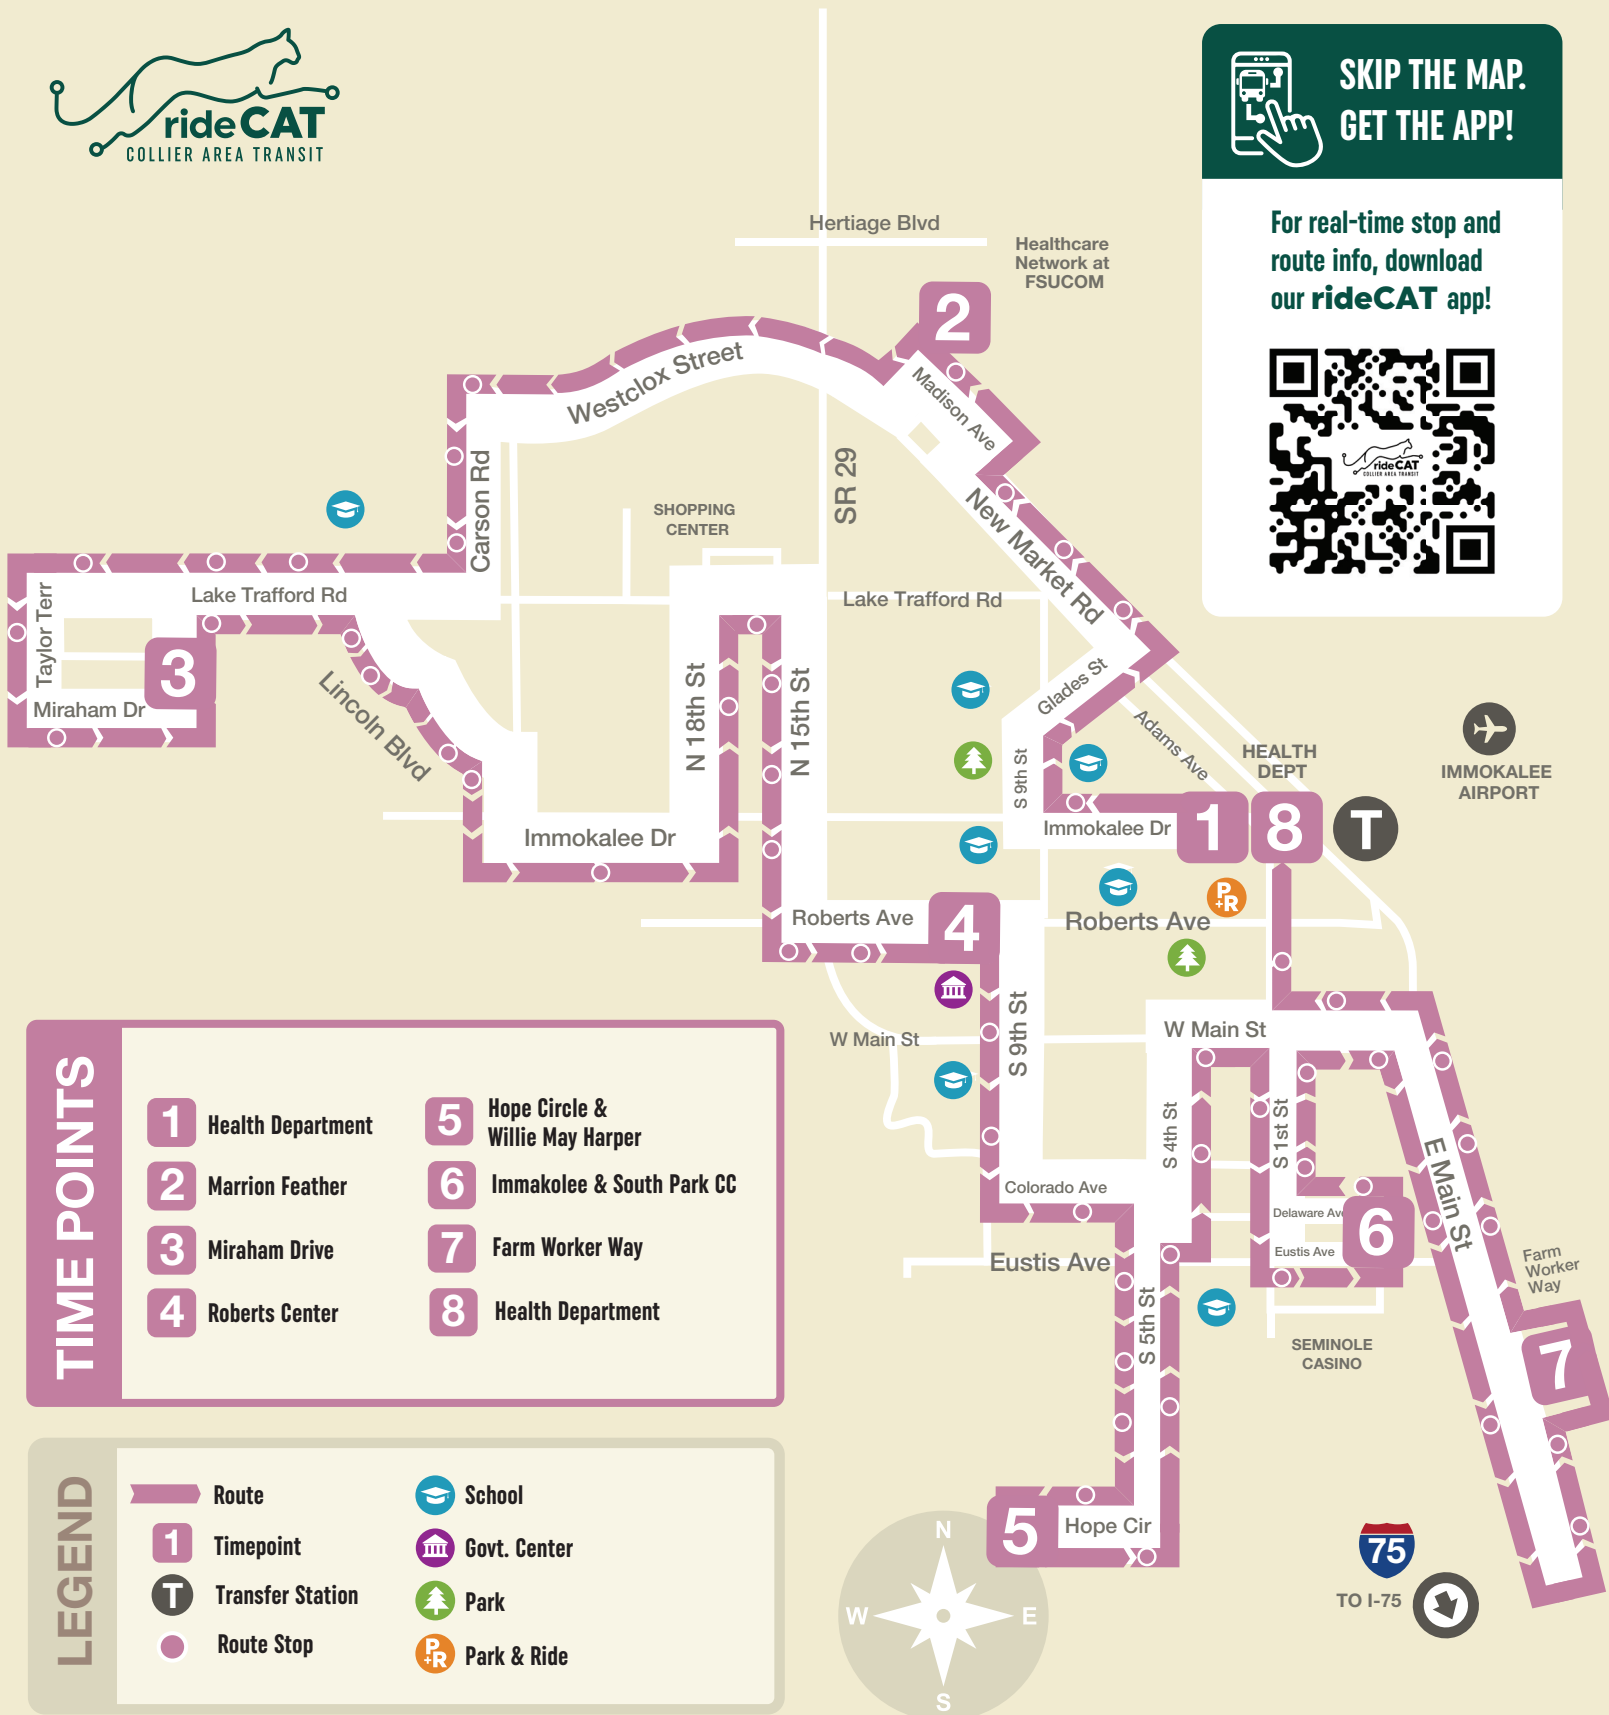 rideCAT
COLLIER AREA TRANSIT
SKIP THE MAP.
GET THE APP!
For real-time stop and
route info, download
our rideCAT app!
rideCAT
COLLIER AREA TRANSIT
Hertiage Blvd
Healthcare
Network at
FSUCOM
2
Westclox Street
Madison Ave
SR 29
Carson Rd
SHOPPING
CENTER
New Market Rd
Lake Trafford Rd
Lake Trafford Rd
Taylor Terr
3
Miraham Dr
Lincoln Blvd
N 18th St
N 15th St
Glades St
Adams Ave
S 9th St
HEALTH
DEPT
IMMOKALEE
AIRPORT
Immokalee Dr
Immokalee Dr
1
8
T
P
+R
Roberts Ave
4
Roberts Ave
W Main St
S 9th St
W Main St
S 4th St
S 1st St
E Main St
Colorado Ave
Delaware Ave
6
Eustis Ave
Eustis Ave
Farm
Worker
Way
S 5th St
SEMINOLE
CASINO
7
5
Hope Cir
N
W
E
S
75
TO I-75
TIME POINTS
1 Health Department
2 Marrion Feather
3 Miraham Drive
4 Roberts Center
5 Hope Circle &
Willie May Harper
6 Immakolee & South Park CC
7 Farm Worker Way
8 Health Department
LEGEND
Route
1 Timepoint
T Transfer Station
Route Stop
School
Govt. Center
Park
P
+R Park & Ride